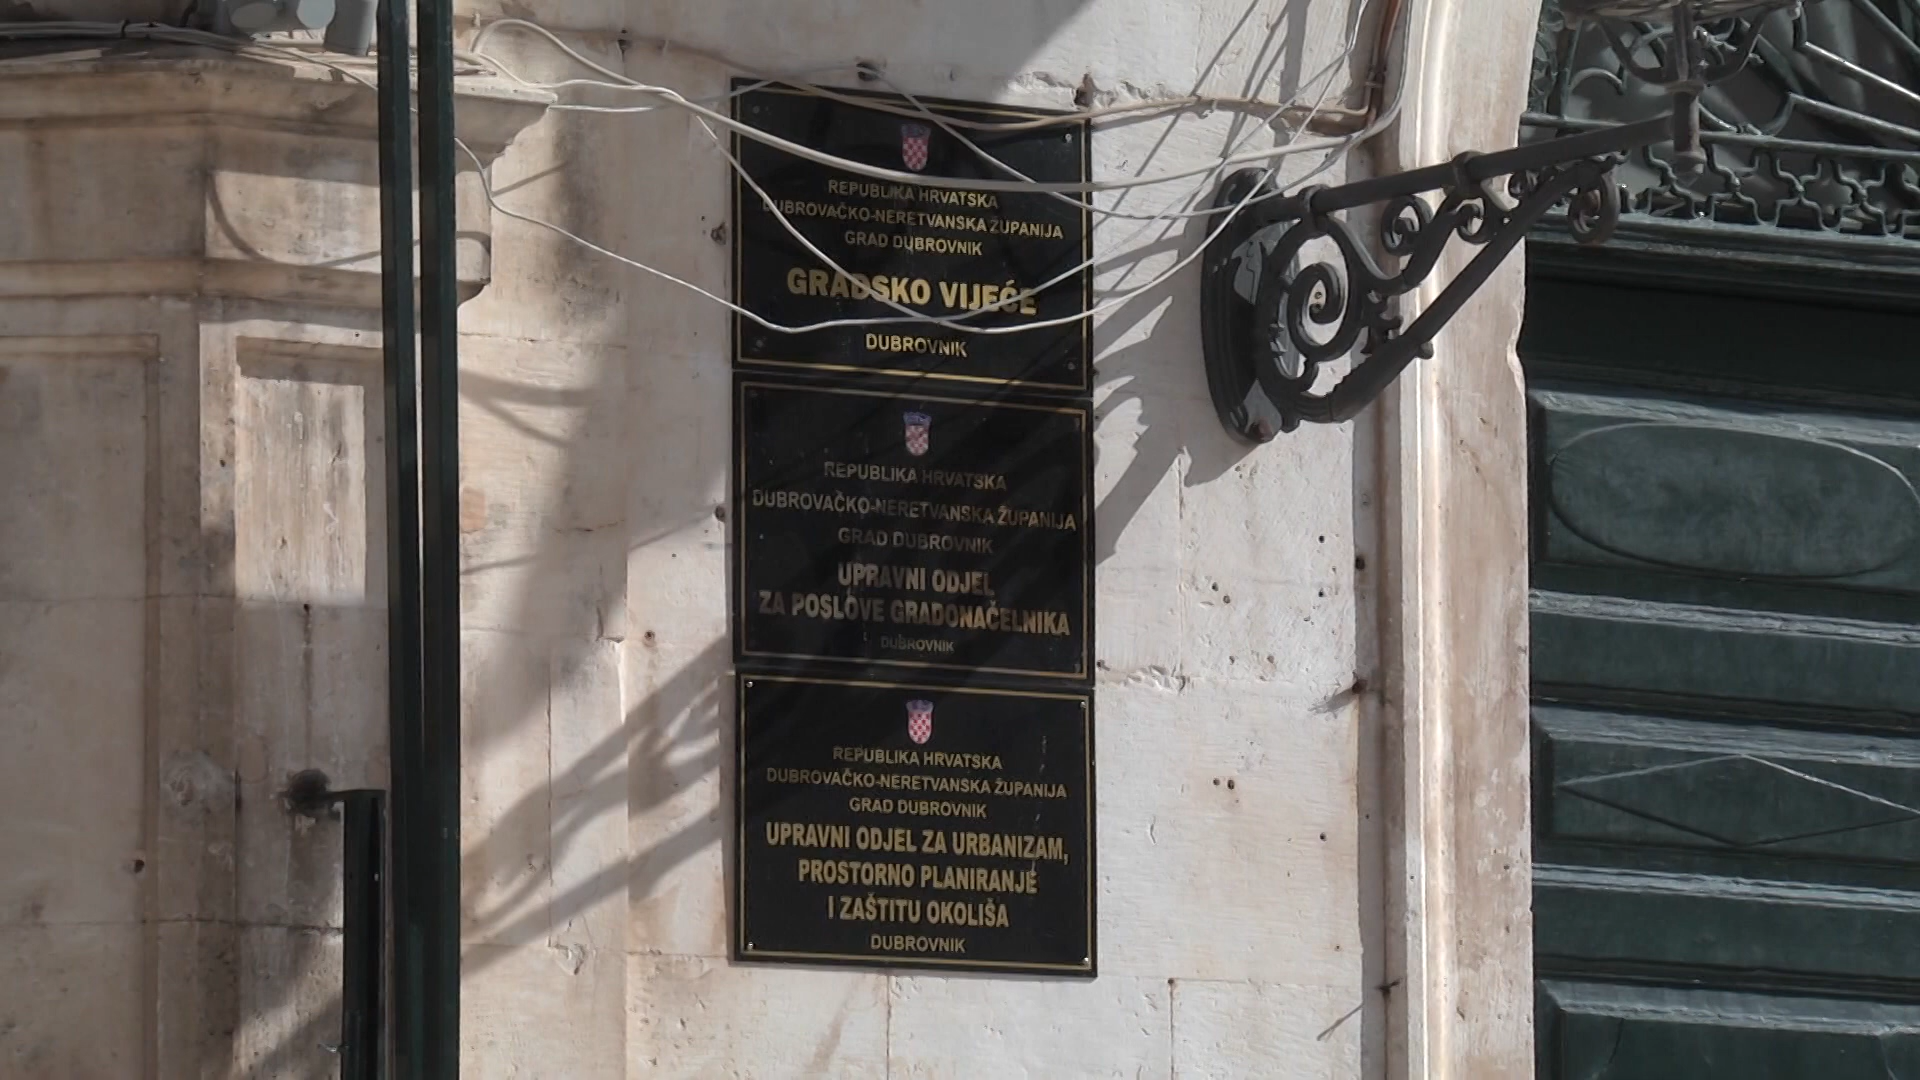 REPUBLIKA HRVATSKA
DUBROVAČKO-NERETVANSKA ŽUPANIJA
GRAD DUBROVNIK
GRADSKO VIJEĆE
DUBROVNIK
REPUBLIKA HRVATSKA
DUBROVAČKO-NERETVANSKA ŽUPANIJA
GRAD DUBROVNIK
UPRAVNI ODJEL
ZA POSLOVE GRADONAČELNIKA
DUBROVNIK
REPUBLIKA HRVATSKA
DUBROVAČKO-NERETVANSKA ŽUPANIJA
GRAD DUBROVNIK
UPRAVNI ODJEL ZA URBANIZAM,
PROSTORNO PLANIRANJE
I ZAŠTITU OKOLIŠA
DUBROVNIK